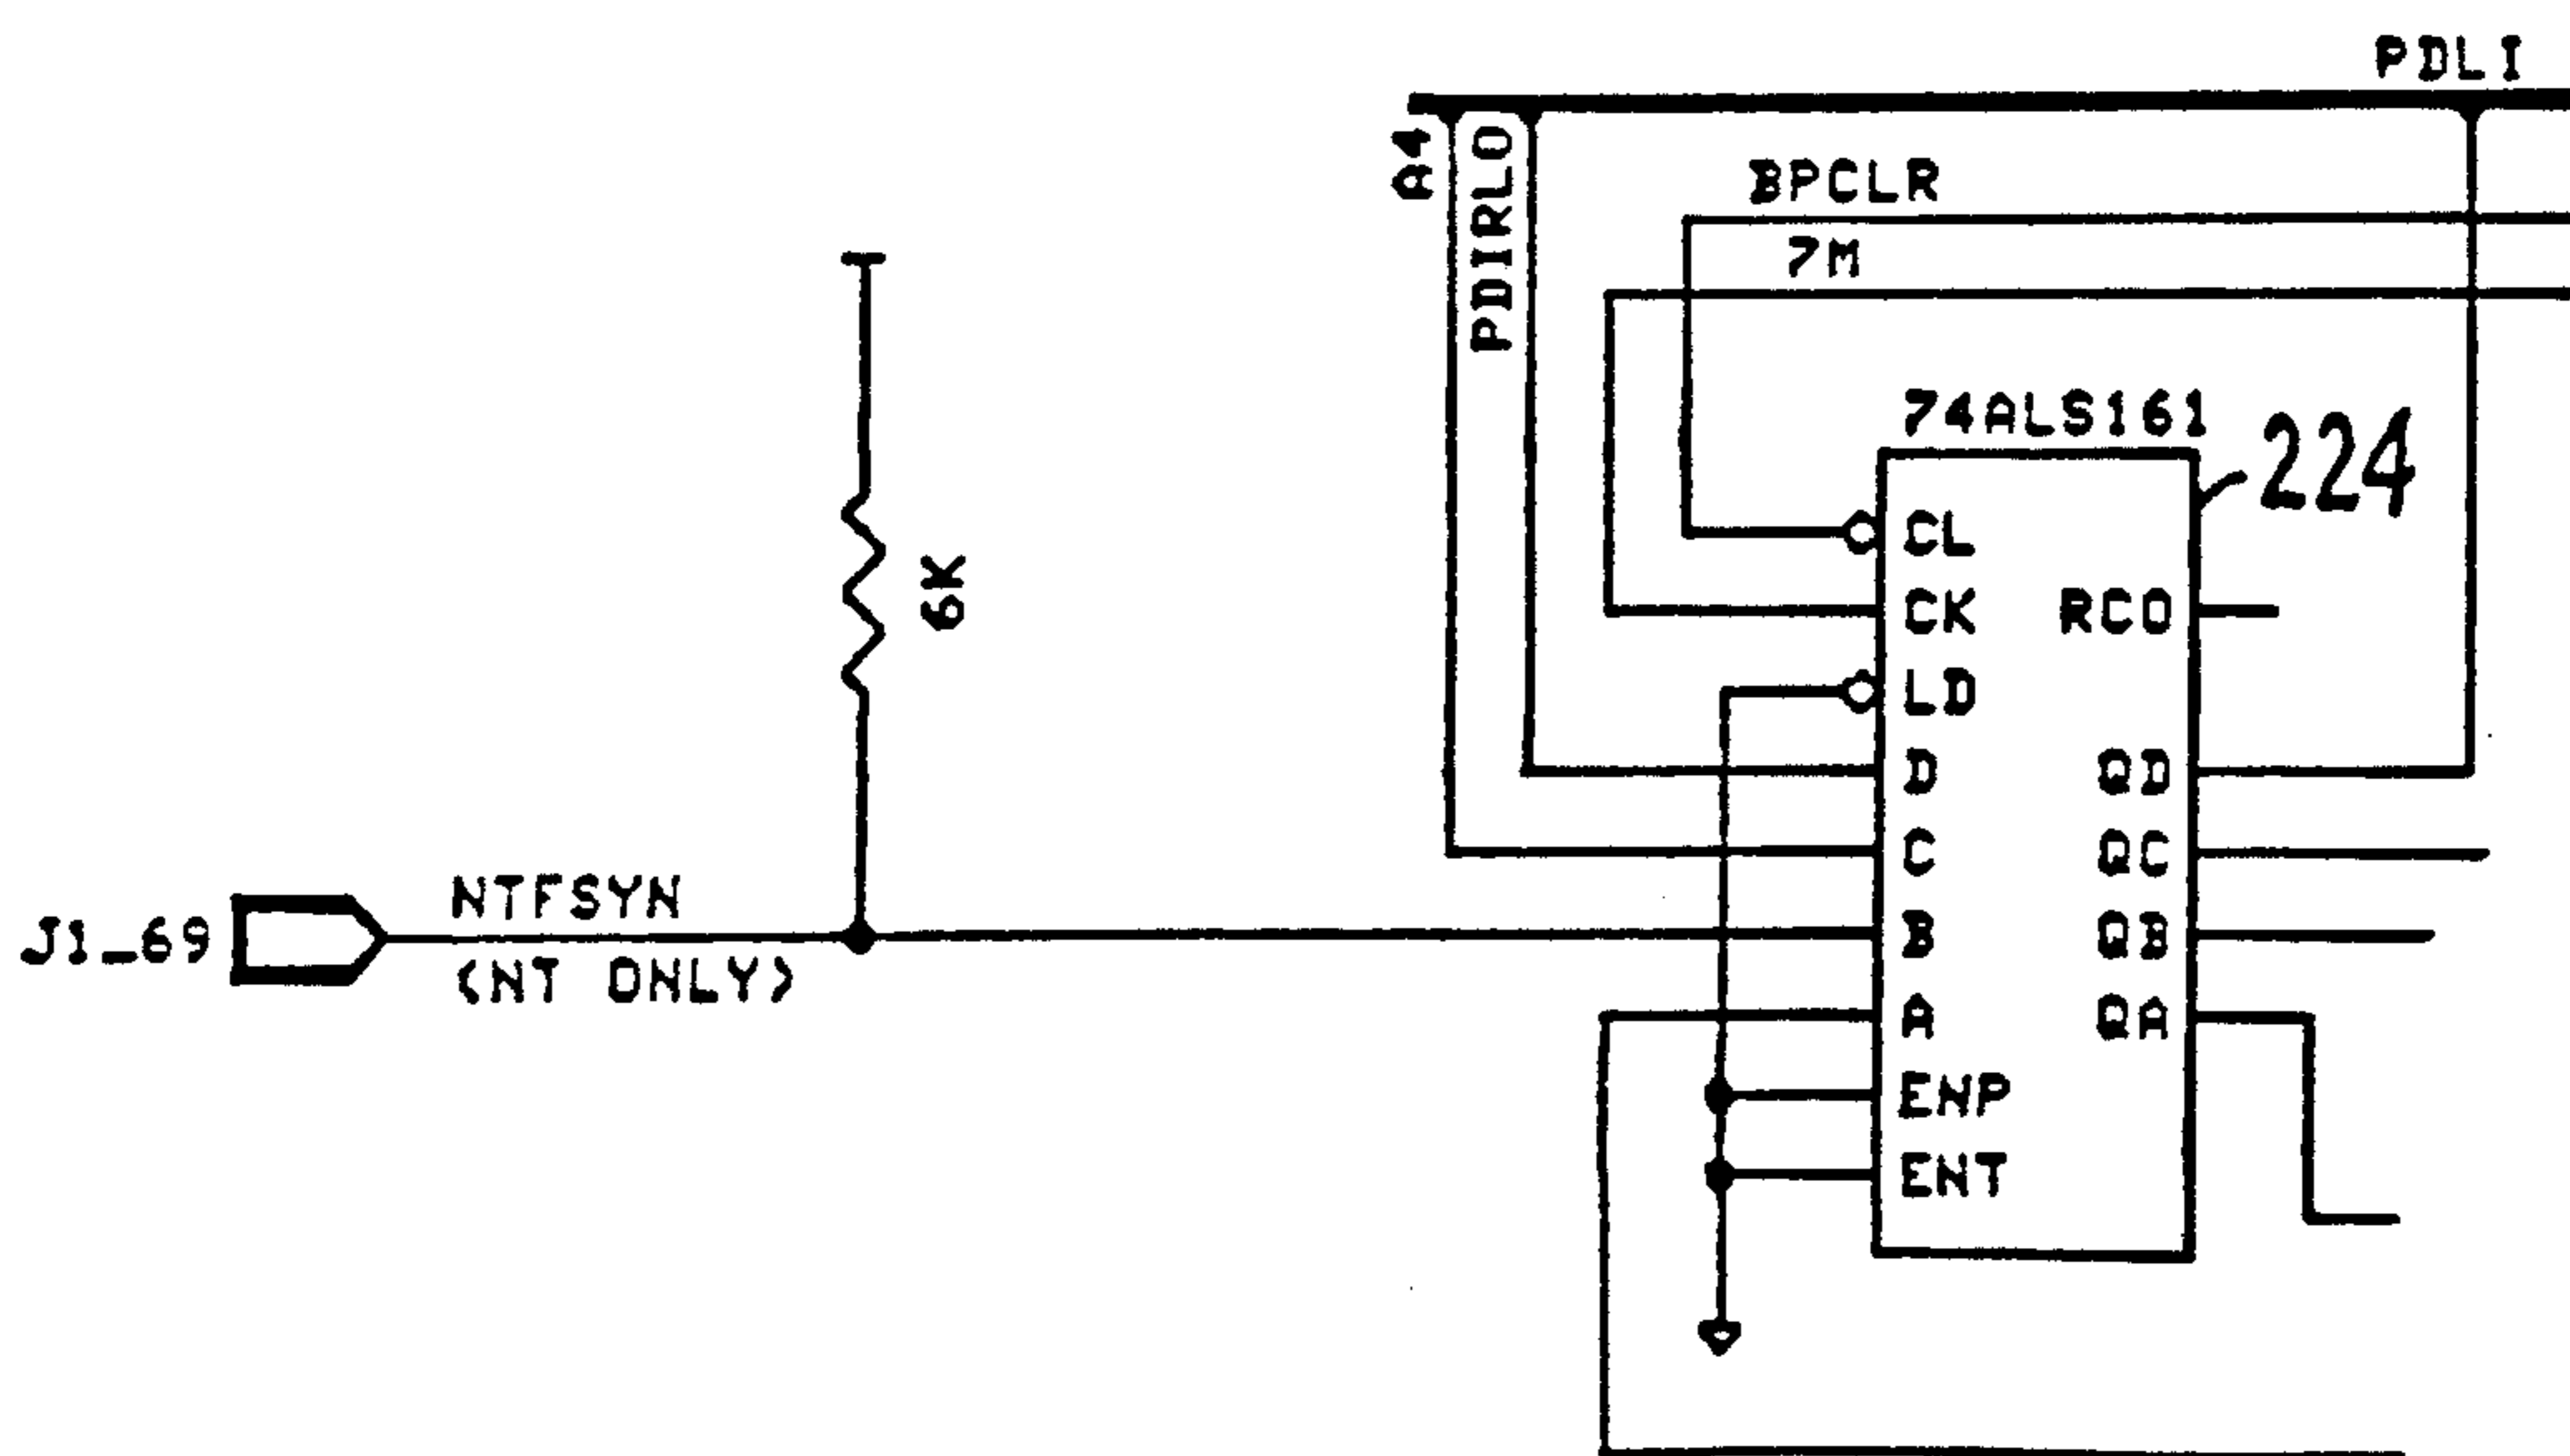 PDLI
A4
PDIRLO
BPCLR
7M
74ALS161
224
6K
CL
CK
RCO
LD
D
QD
C
QC
NTFSYN
J1_69
B
QB
(NT ONLY)
A
QA
ENP
ENT